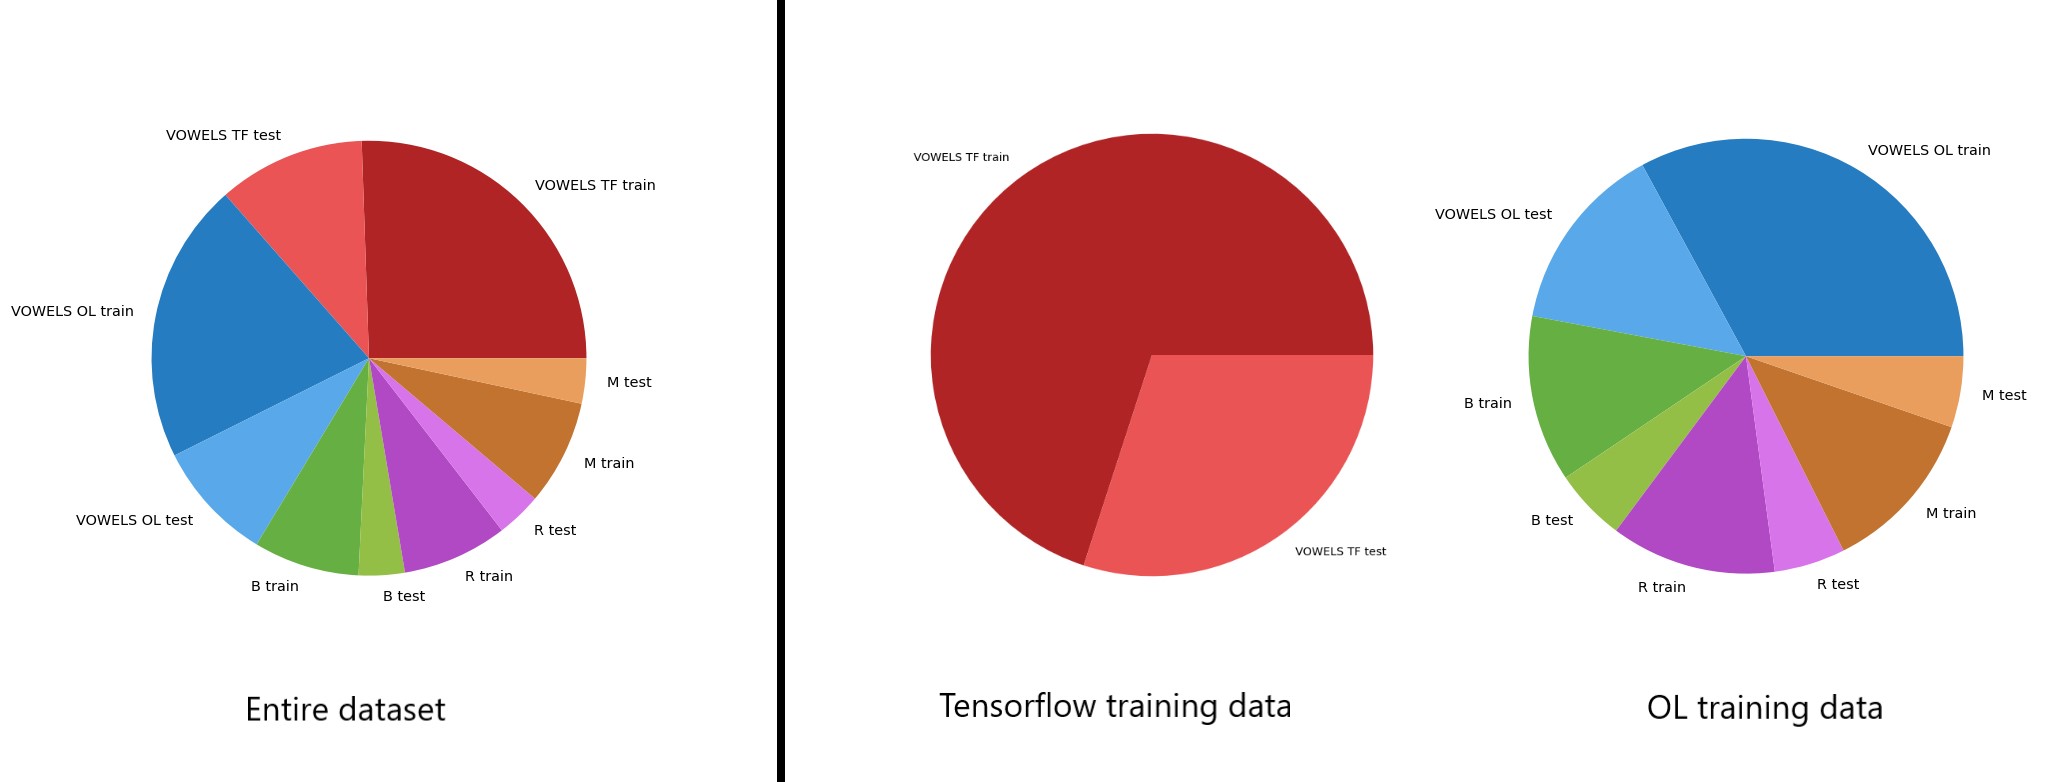 VOWELS TF test
VOWELS TF train
VOWELS OL train
M test
M train
VOWELS OL test
R test
R train
B train
B test
Entire dataset
VOWELS TF train
VOWELS TF test
Tensorflow training data
VOWELS OL train
VOWELS OL test
M test
B train
M train
B test
R test
R train
OL training data